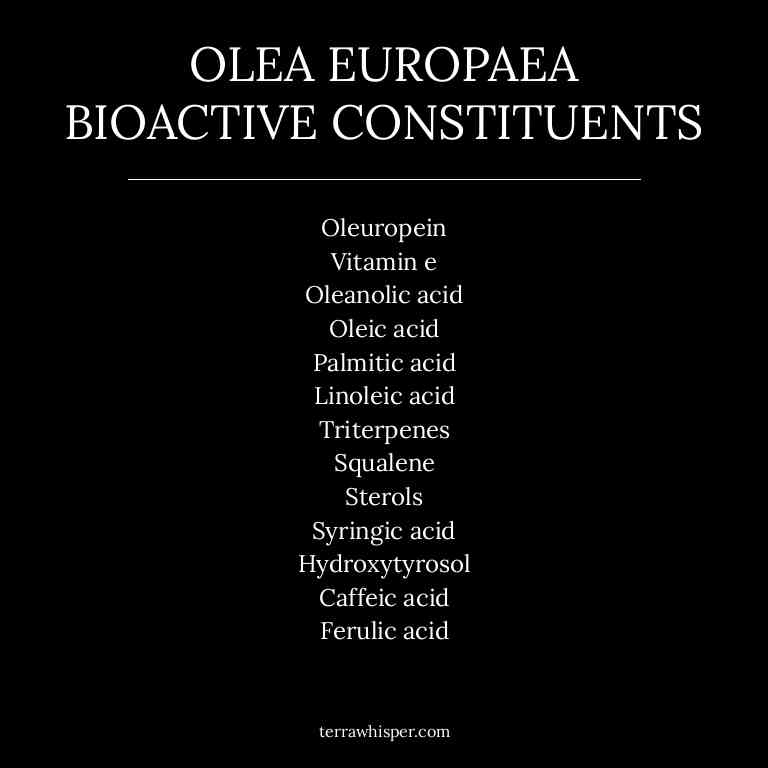 OLEA EUROPAEA
BIOACTIVE CONSTITUENTS
Oleuropein
Vitamin e
Oleanolic acid
Oleic acid
Palmitic acid
Linoleic acid
Triterpenes
Squalene
Sterols
Syringic acid
Hydroxytyrosol
Caffeic acid
Ferulic acid
terrawhisper.com